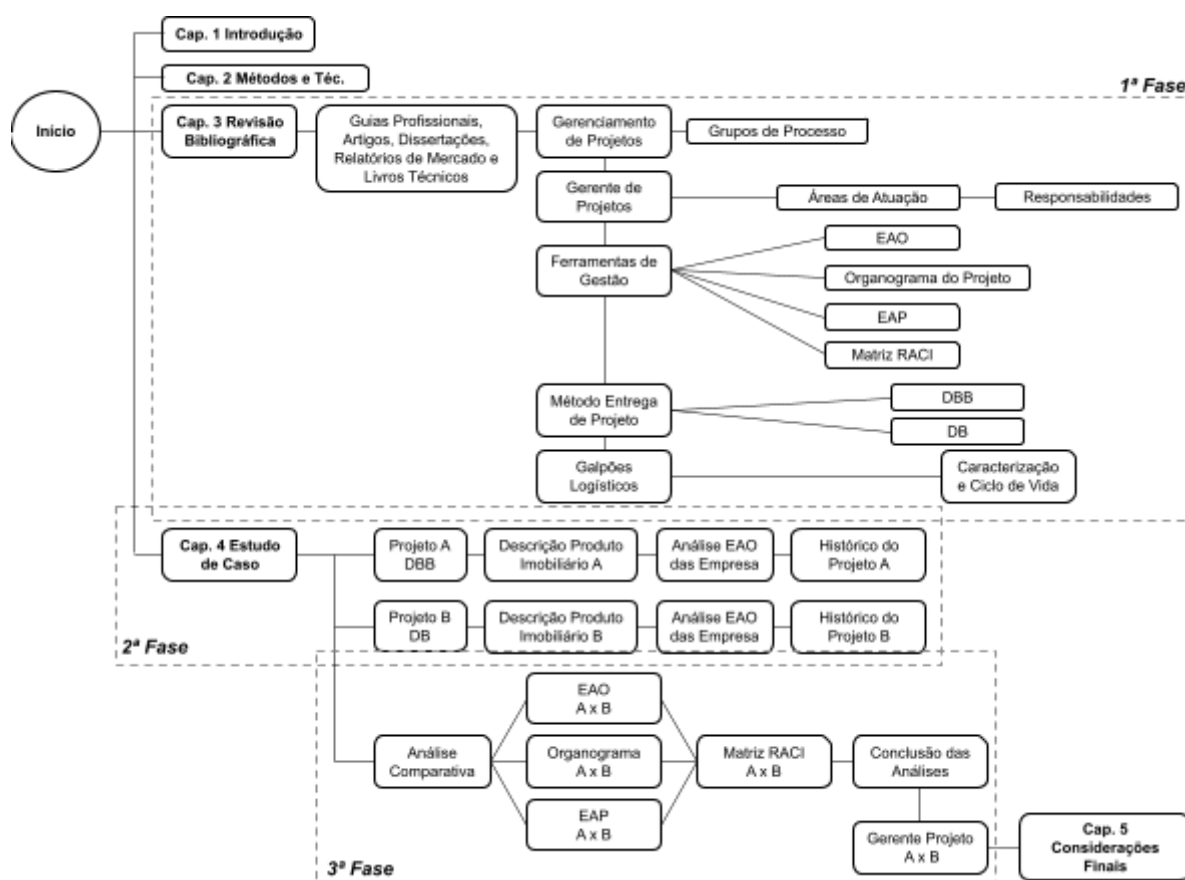 Cap. 1 Introdução
Cap. 2 Métodos e Téc.
1ª Fase
Início
Cap. 3 Revisão
Bibliográfica
Guias Profissionais,
Artigos, Dissertações,
Relatórios de Mercado e
Livros Técnicos
Gerenciamento
de Projetos
Grupos de Processo
Gerente de
Projetos
Áreas de Atuação
Responsabilidades
Ferramentas de
Gestão
EAO
Organograma do Projeto
EAP
Matriz RACI
Método Entrega
de Projeto
DBB
DB
Galpões
Logísticos
Caracterização
e Ciclo de Vida
Cap. 4 Estudo
de Caso
Projeto A
DBB
Descrição Produto
Imobiliário A
Análise EAO
das Empresa
Histórico do
Projeto A
Projeto B
DB
Descrição Produto
Imobiliário B
Análise EAO
das Empresa
Histórico do
Projeto B
2ª Fase
Análise
Comparativa
EAO
A x B
Organograma
A x B
EAP
A x B
Matriz RACI
A x B
Conclusão das
Análises
Gerente Projeto
A x B
Cap. 5
Considerações
Finais
3ª Fase